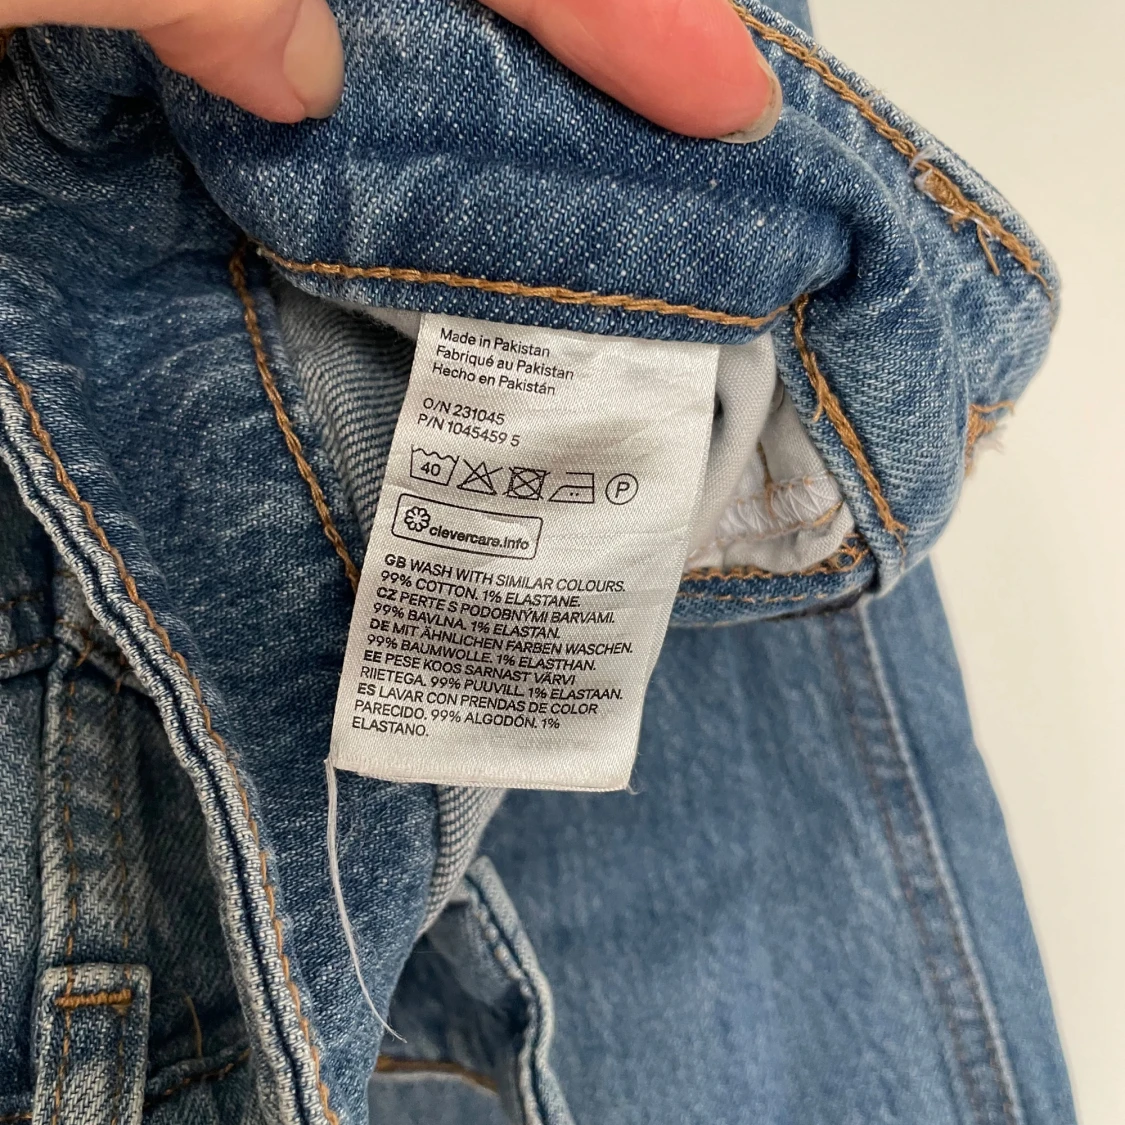 Made in Pakistan
Fabriqué au Pakistan
Hecho en Pakistán
O/N 231045
P/N 1045459 5
40 P
clevercare.info
GB WASH WITH SIMILAR COLOURS.
99% COTTON. 1% ELASTANE.
CZ PERTE S PODOBNÝMI BARVAMI.
99% BAVLNA. 1% ELASTAN.
DE MIT ÄHNLICHEN FARBEN WASCHEN.
99% BAUMWOLLE. 1% ELASTHAN.
EE PESE KOOS SARNAST VÄRVI
RIIETEGA. 99% PUUVILL. 1% ELASTAAN.
ES LAVAR CON PRENDAS DE COLOR
PARECIDO. 99% ALGODÓN. 1%
ELASTANO.